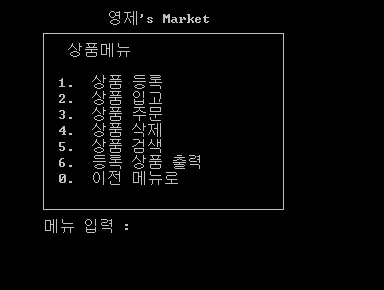 영제's Market
상품메뉴
1. 상품 등록
2. 상품 입고
3. 상품 주문
4. 상품 삭제
5. 상품 검색
6. 등록 상품 출력
0. 이전 메뉴로
메뉴 입력 :